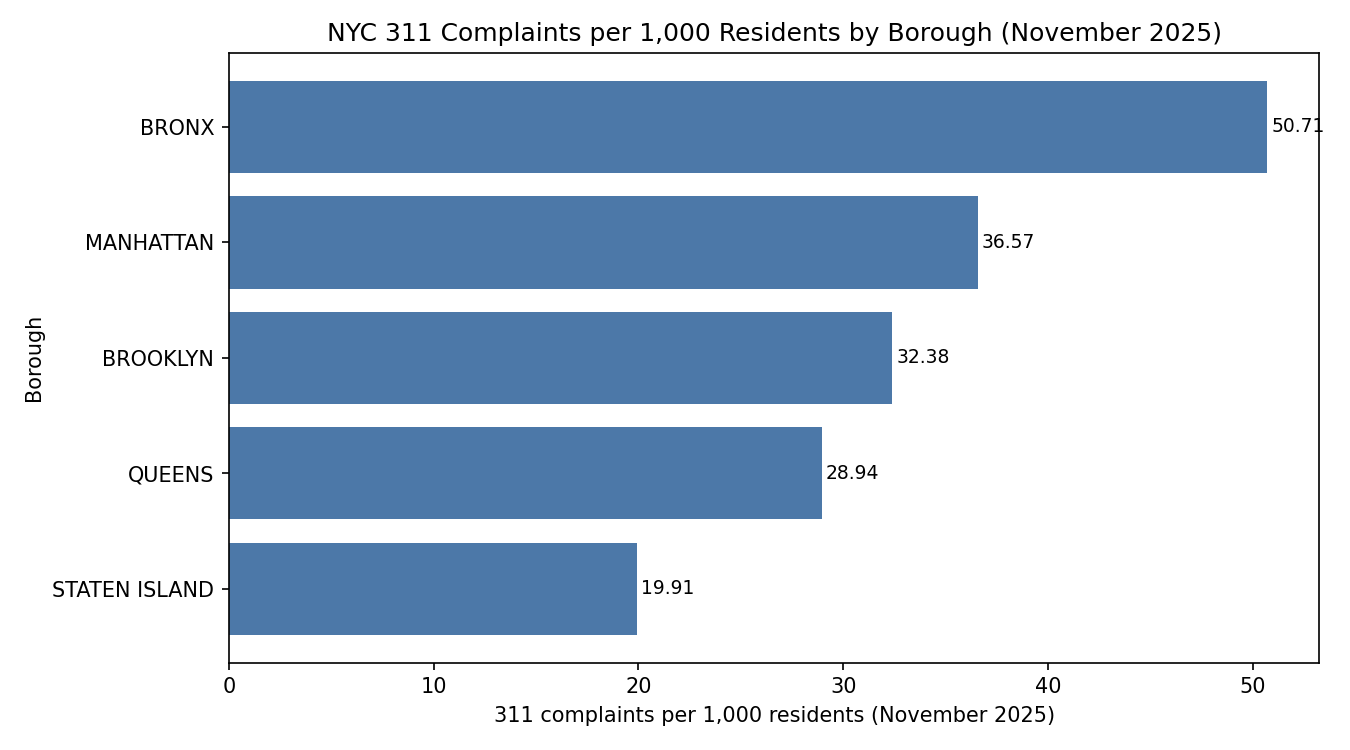 NYC 311 Complaints per 1,000 Residents by Borough (November 2025)
BRONX
50.71
MANHATTAN
36.57
BROOKLYN
32.38
QUEENS
28.94
STATEN ISLAND
19.91
Borough
0 10 20 30 40 50
311 complaints per 1,000 residents (November 2025)